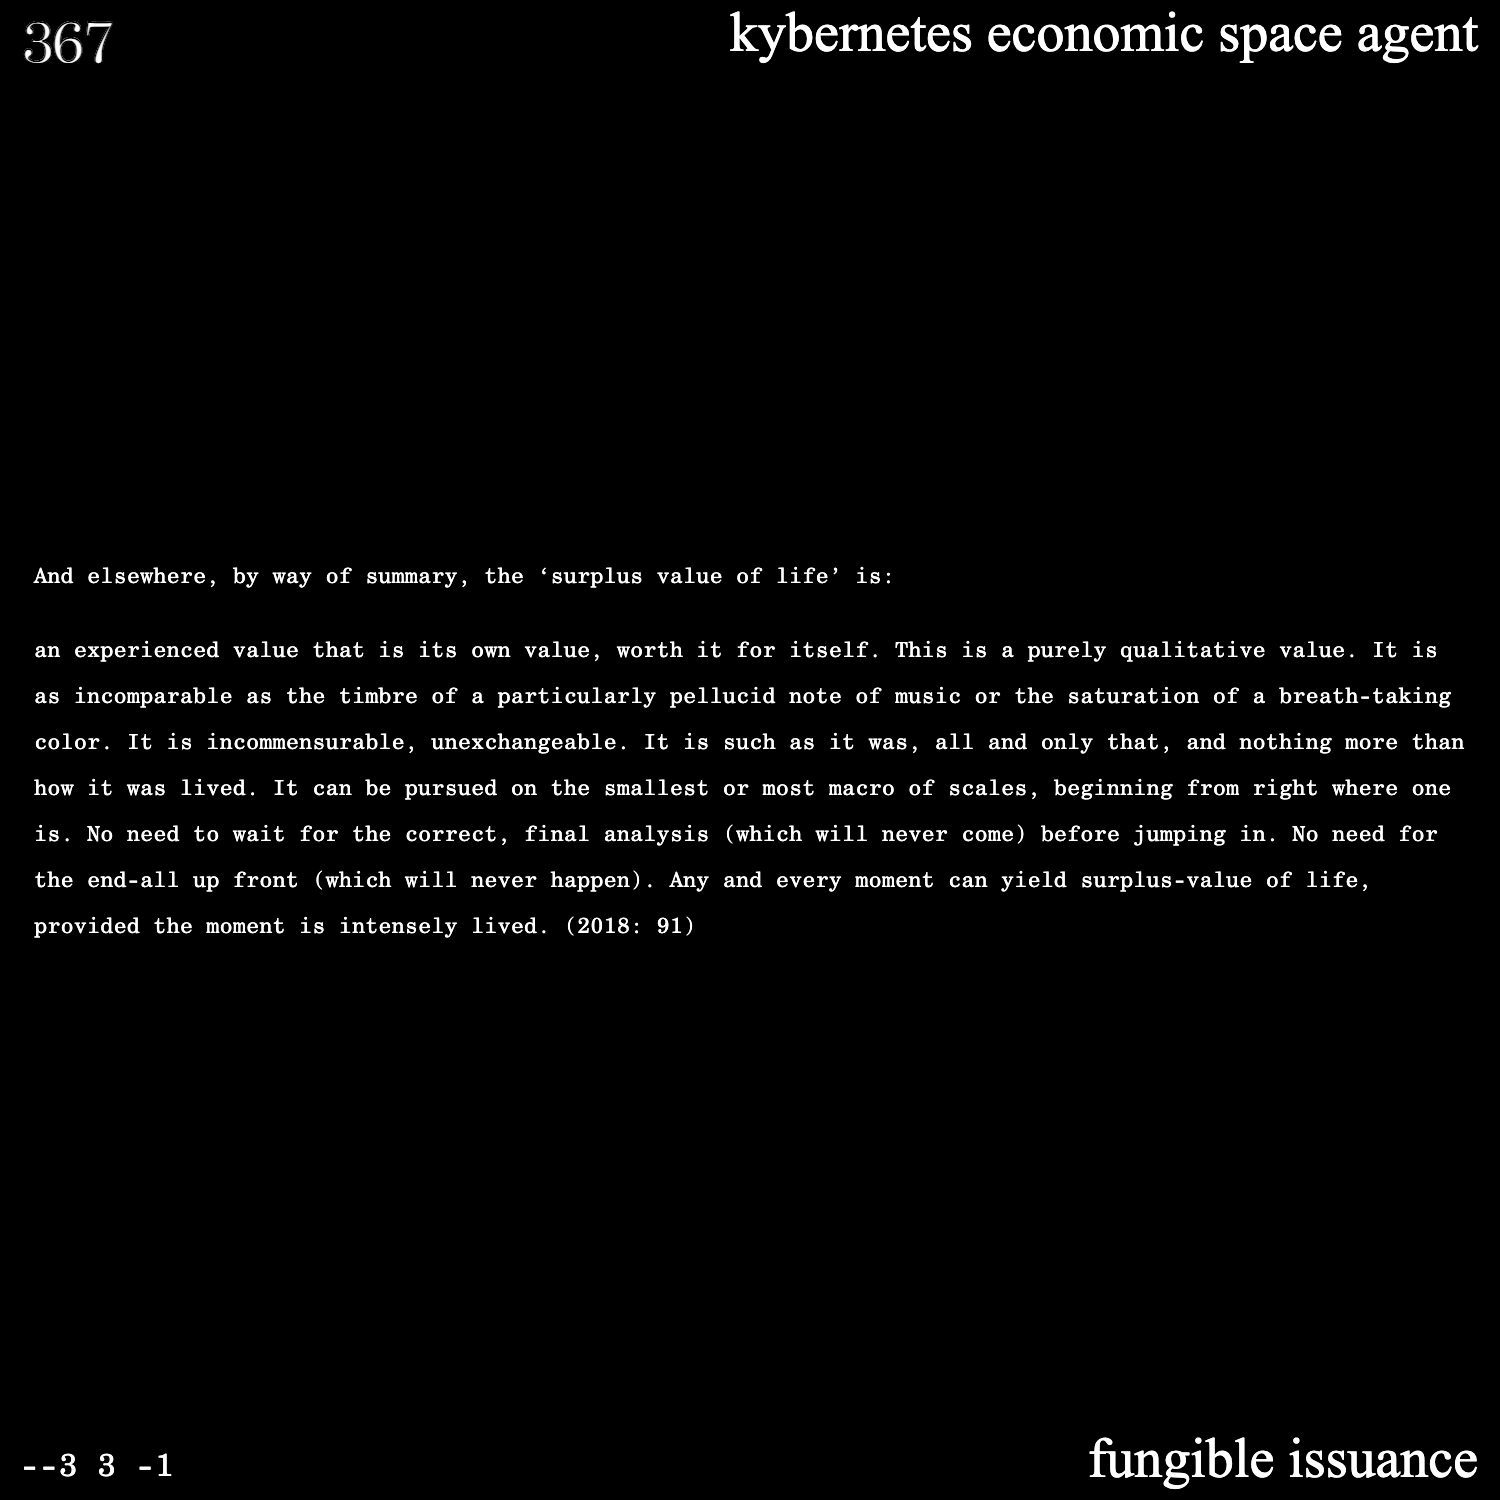 367
kybernetes economic space agent
And elsewhere, by way of summary, the ‘surplus value of life’ is:
an experienced value that is its own value, worth it for itself. This is a purely qualitative value. It is
as incomparable as the timbre of a particularly pellucid note of music or the saturation of a breath-taking
color. It is incommensurable, unexchangeable. It is such as it was, all and only that, and nothing more than
how it was lived. It can be pursued on the smallest or most macro of scales, beginning from right where one
is. No need to wait for the correct, final analysis (which will never come) before jumping in. No need for
the end-all up front (which will never happen). Any and every moment can yield surplus-value of life,
provided the moment is intensely lived. (2018: 91)
--3 3 -1
fungible issuance